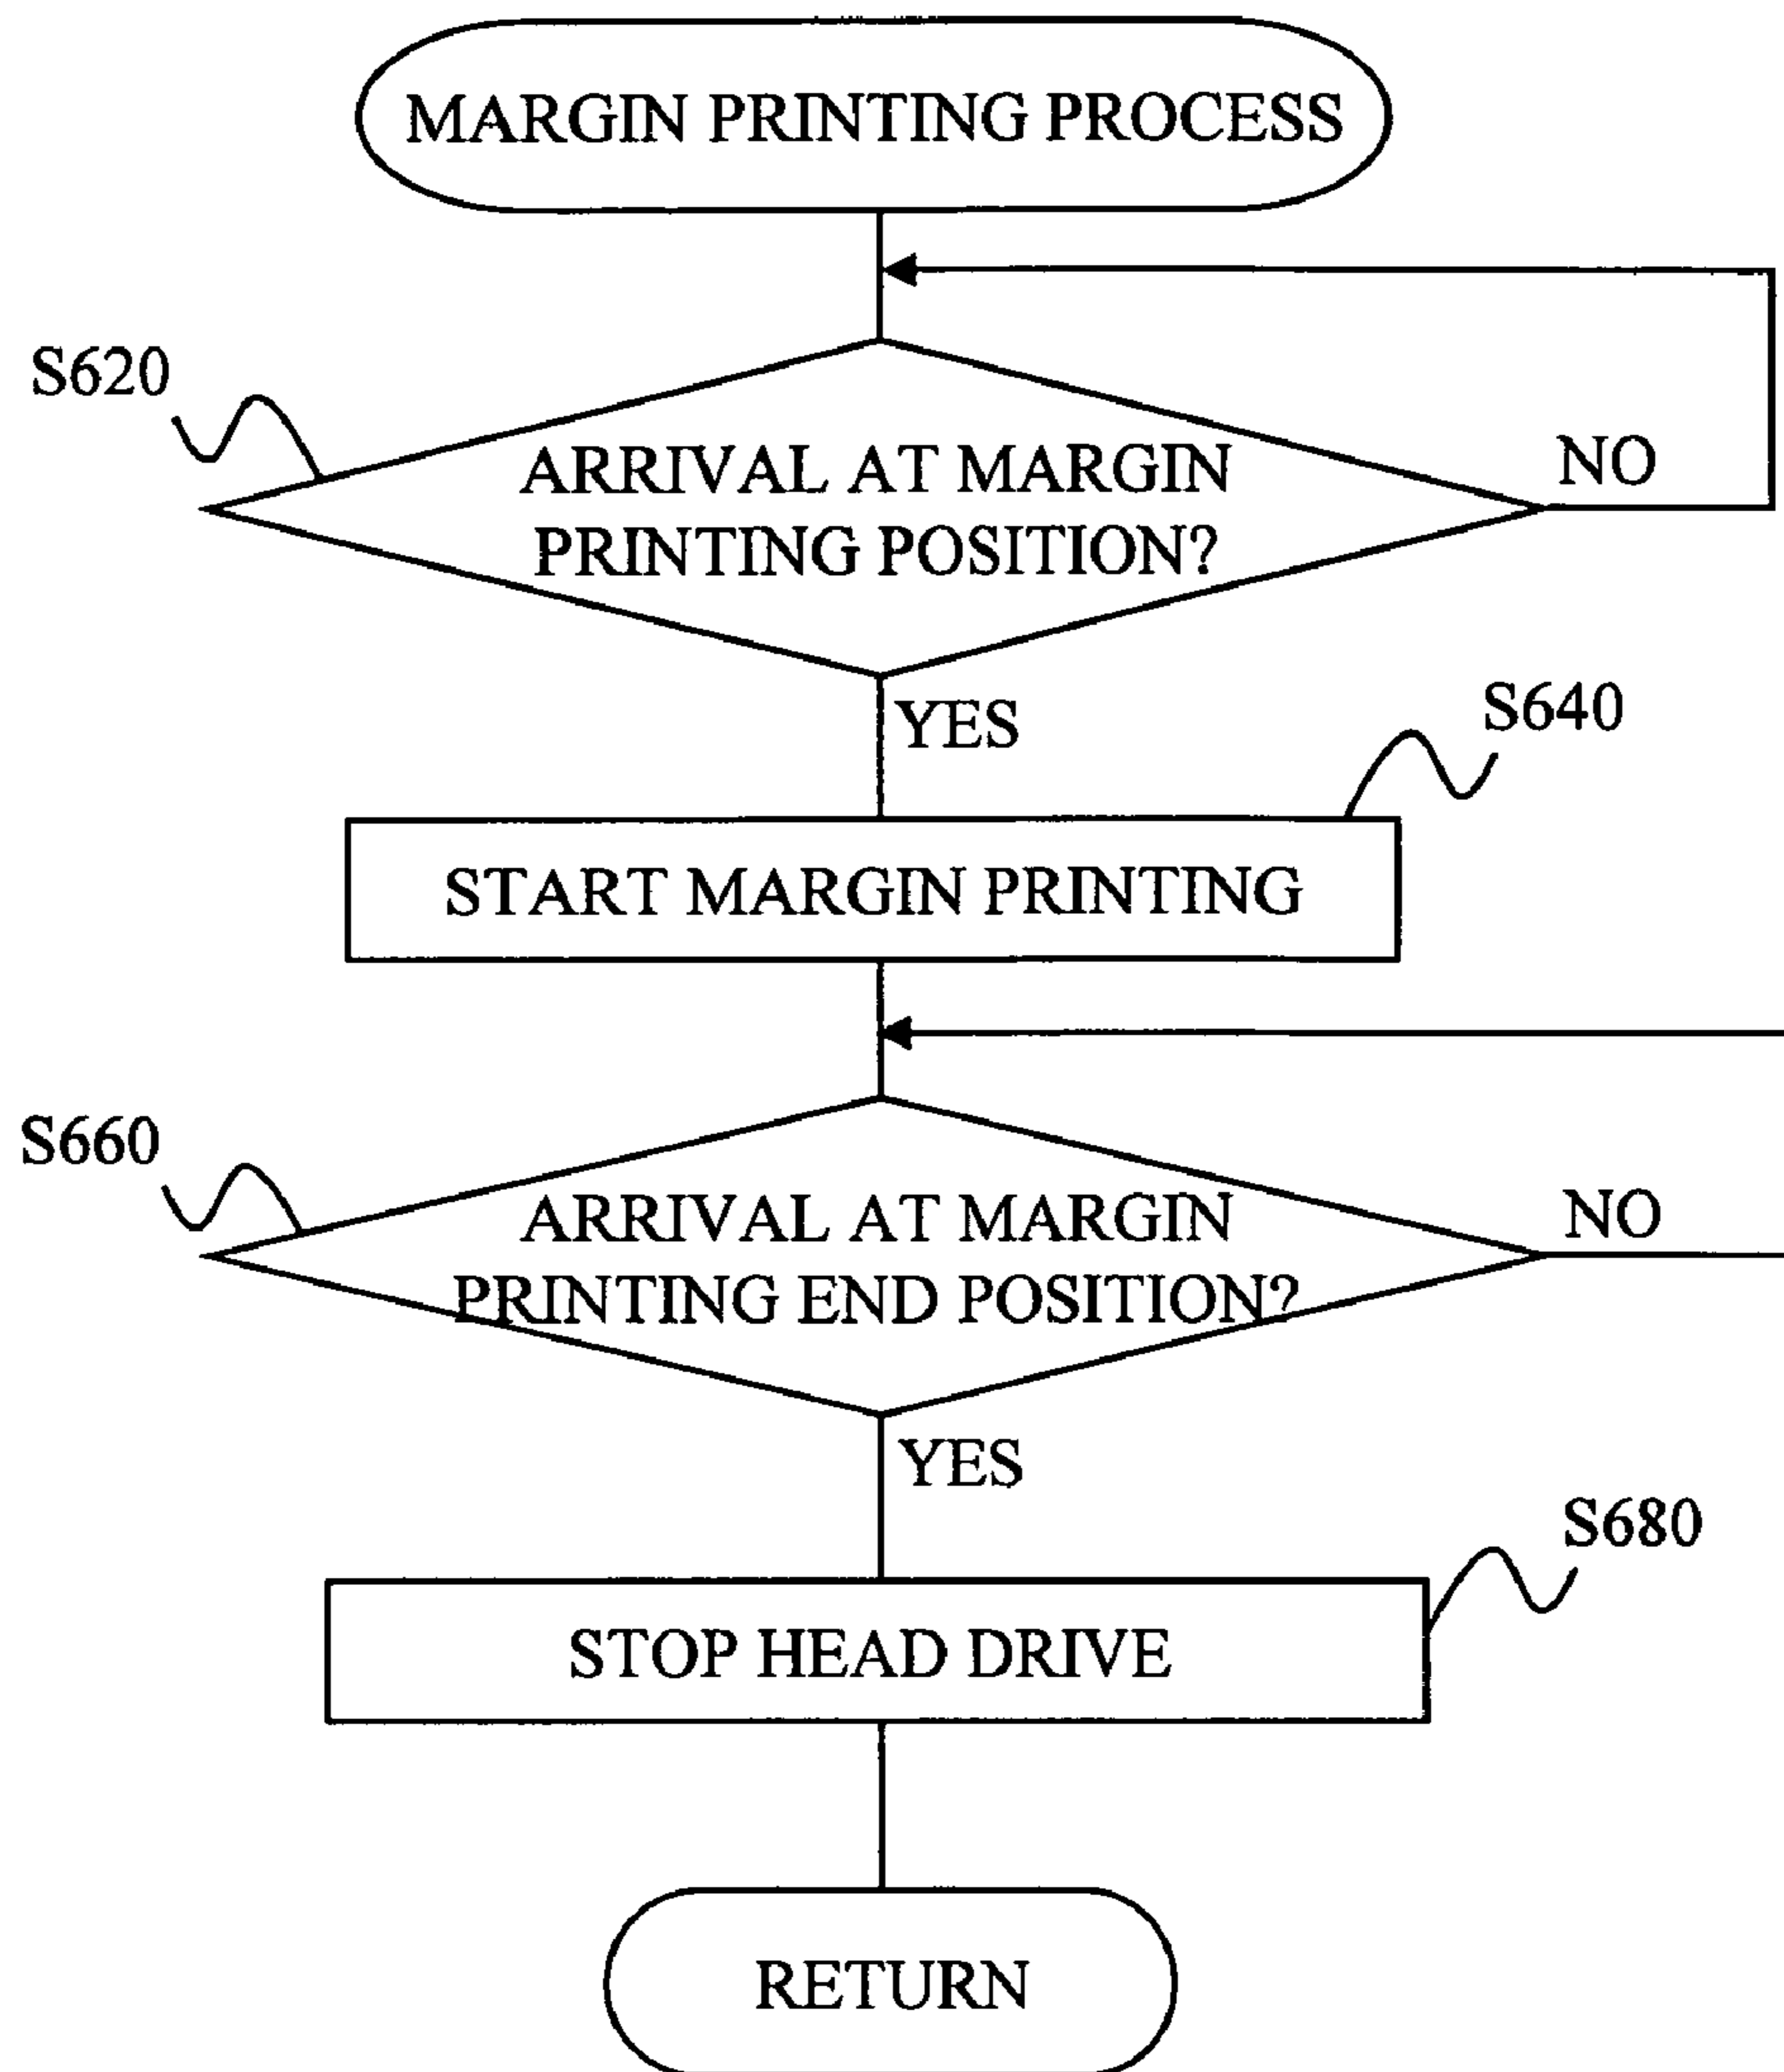 MARGIN PRINTING PROCESS
S620
ARRIVAL AT MARGIN
PRINTING POSITION?
NO
YES
S640
START MARGIN PRINTING
S660
ARRIVAL AT MARGIN
PRINTING END POSITION?
NO
YES
S680
STOP HEAD DRIVE
RETURN